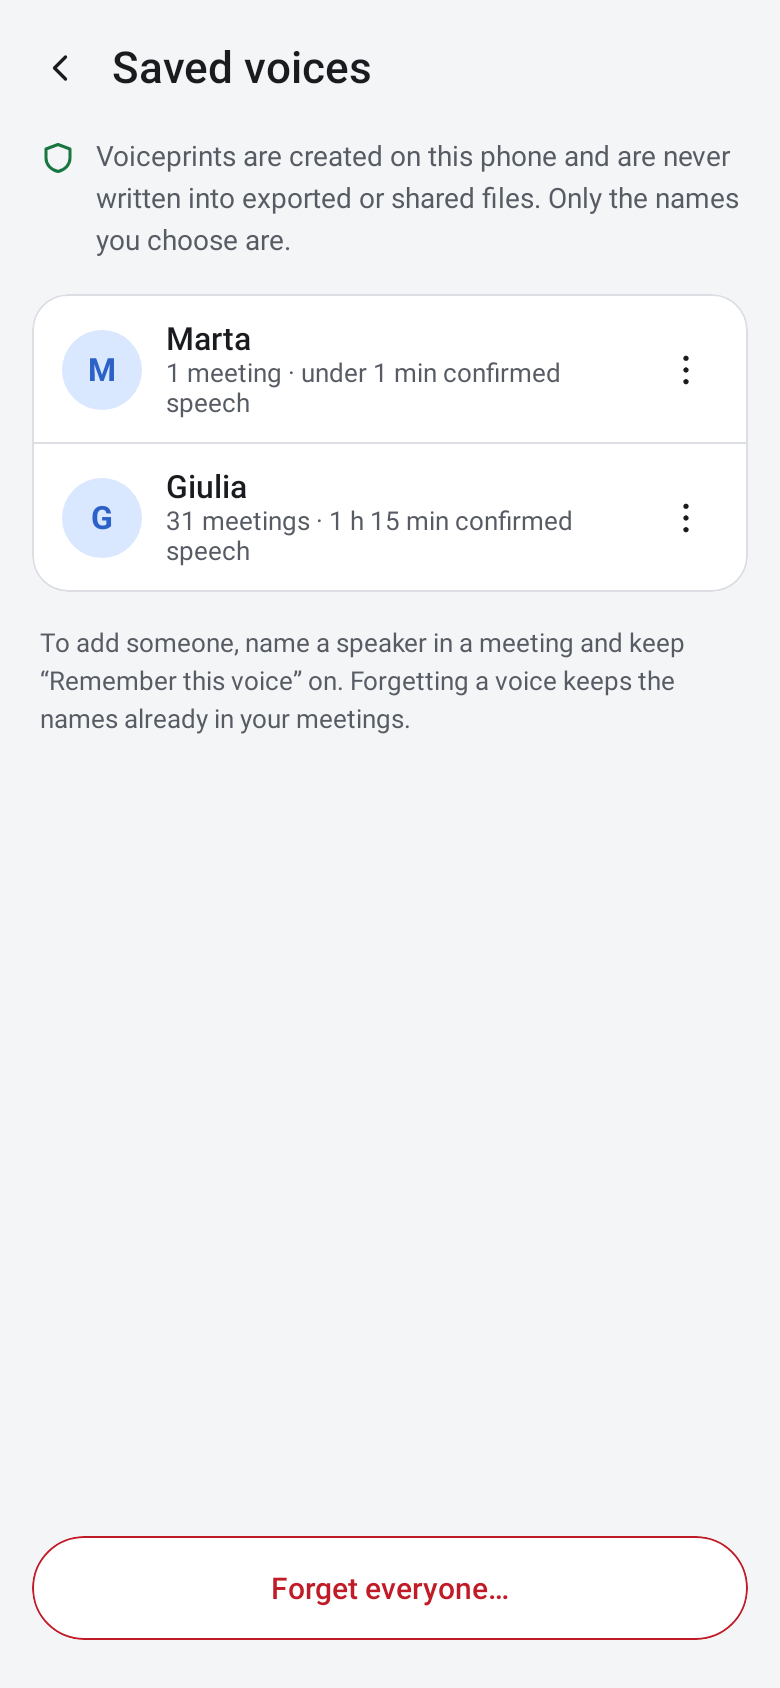 Saved voices
Voiceprints are created on this phone and are never
written into exported or shared files. Only the names
you choose are.
M
Marta
1 meeting · under 1 min confirmed
speech
G
Giulia
31 meetings · 1 h 15 min confirmed
speech
To add someone, name a speaker in a meeting and keep
“Remember this voice” on. Forgetting a voice keeps the
names already in your meetings.
Forget everyone…